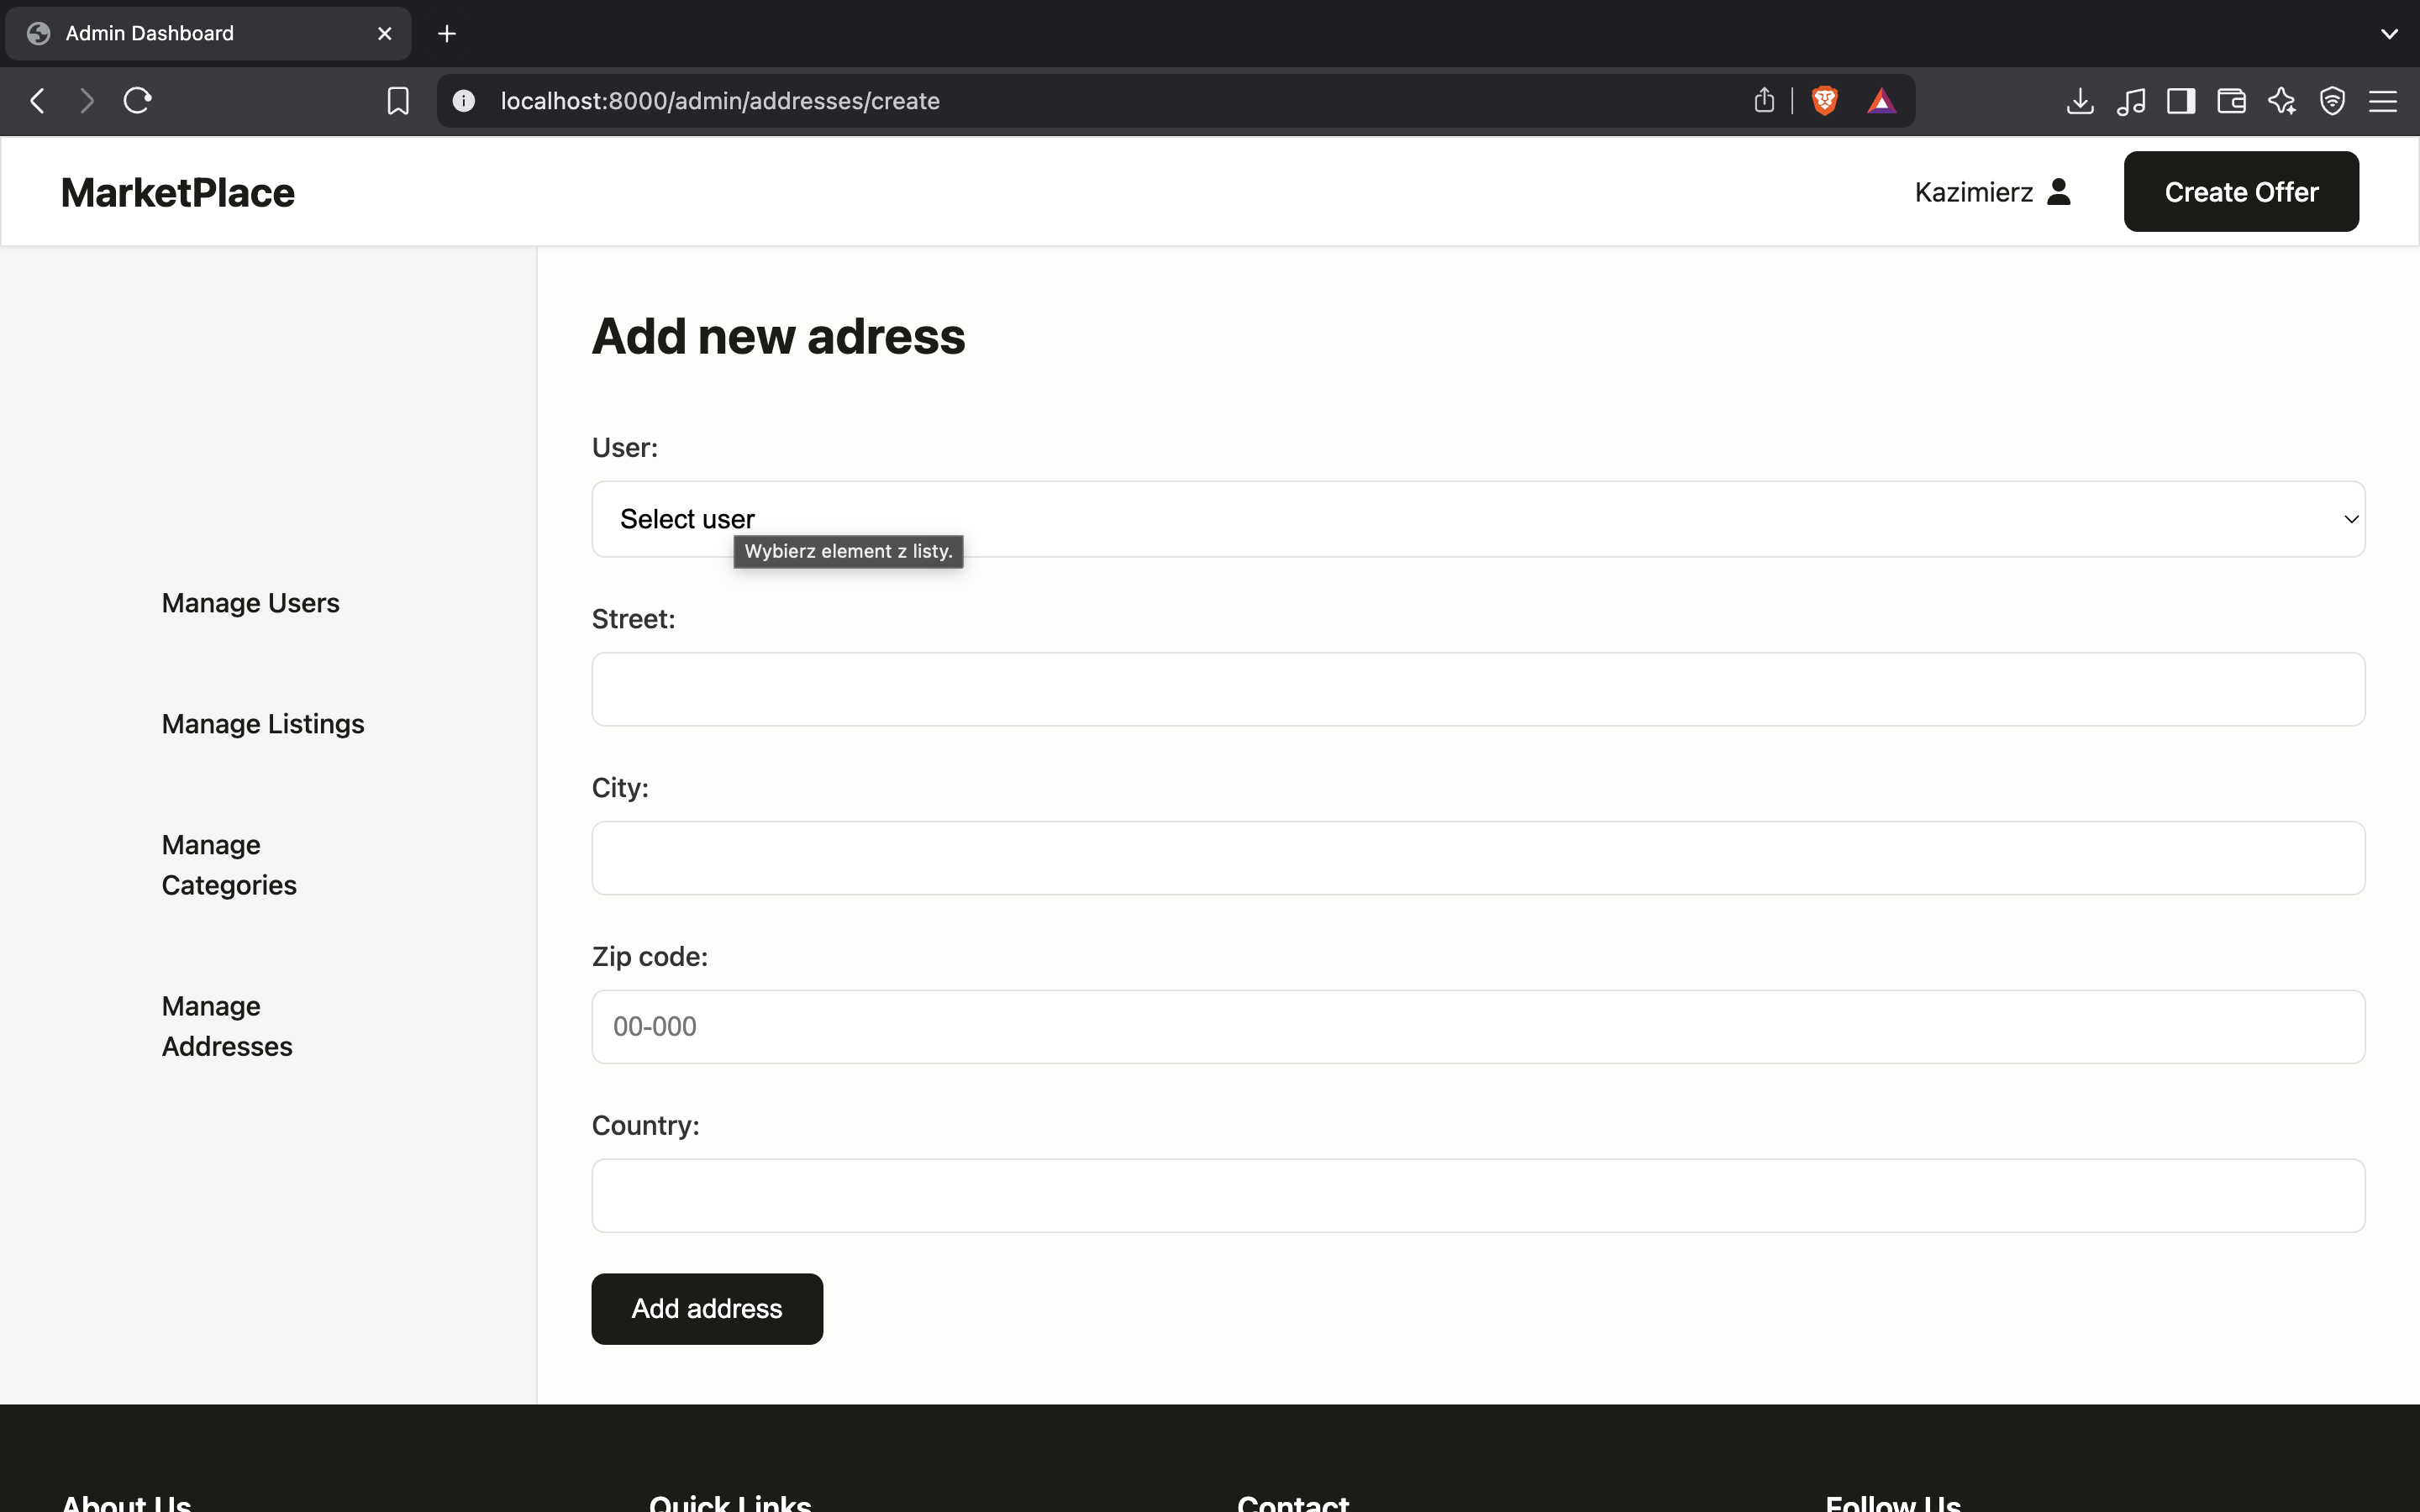 Admin Dashboard
localhost:8000/admin/addresses/create
MarketPlace
Kazimierz
Create Offer
Add new adress
User:
Select user
Wybierz element z listy.
Manage Users
Street:
Manage Listings
City:
Manage
Categories
Zip code:
00-000
Manage
Addresses
Country:
Add address
About Us
Quick Links
Contact
Follow Us